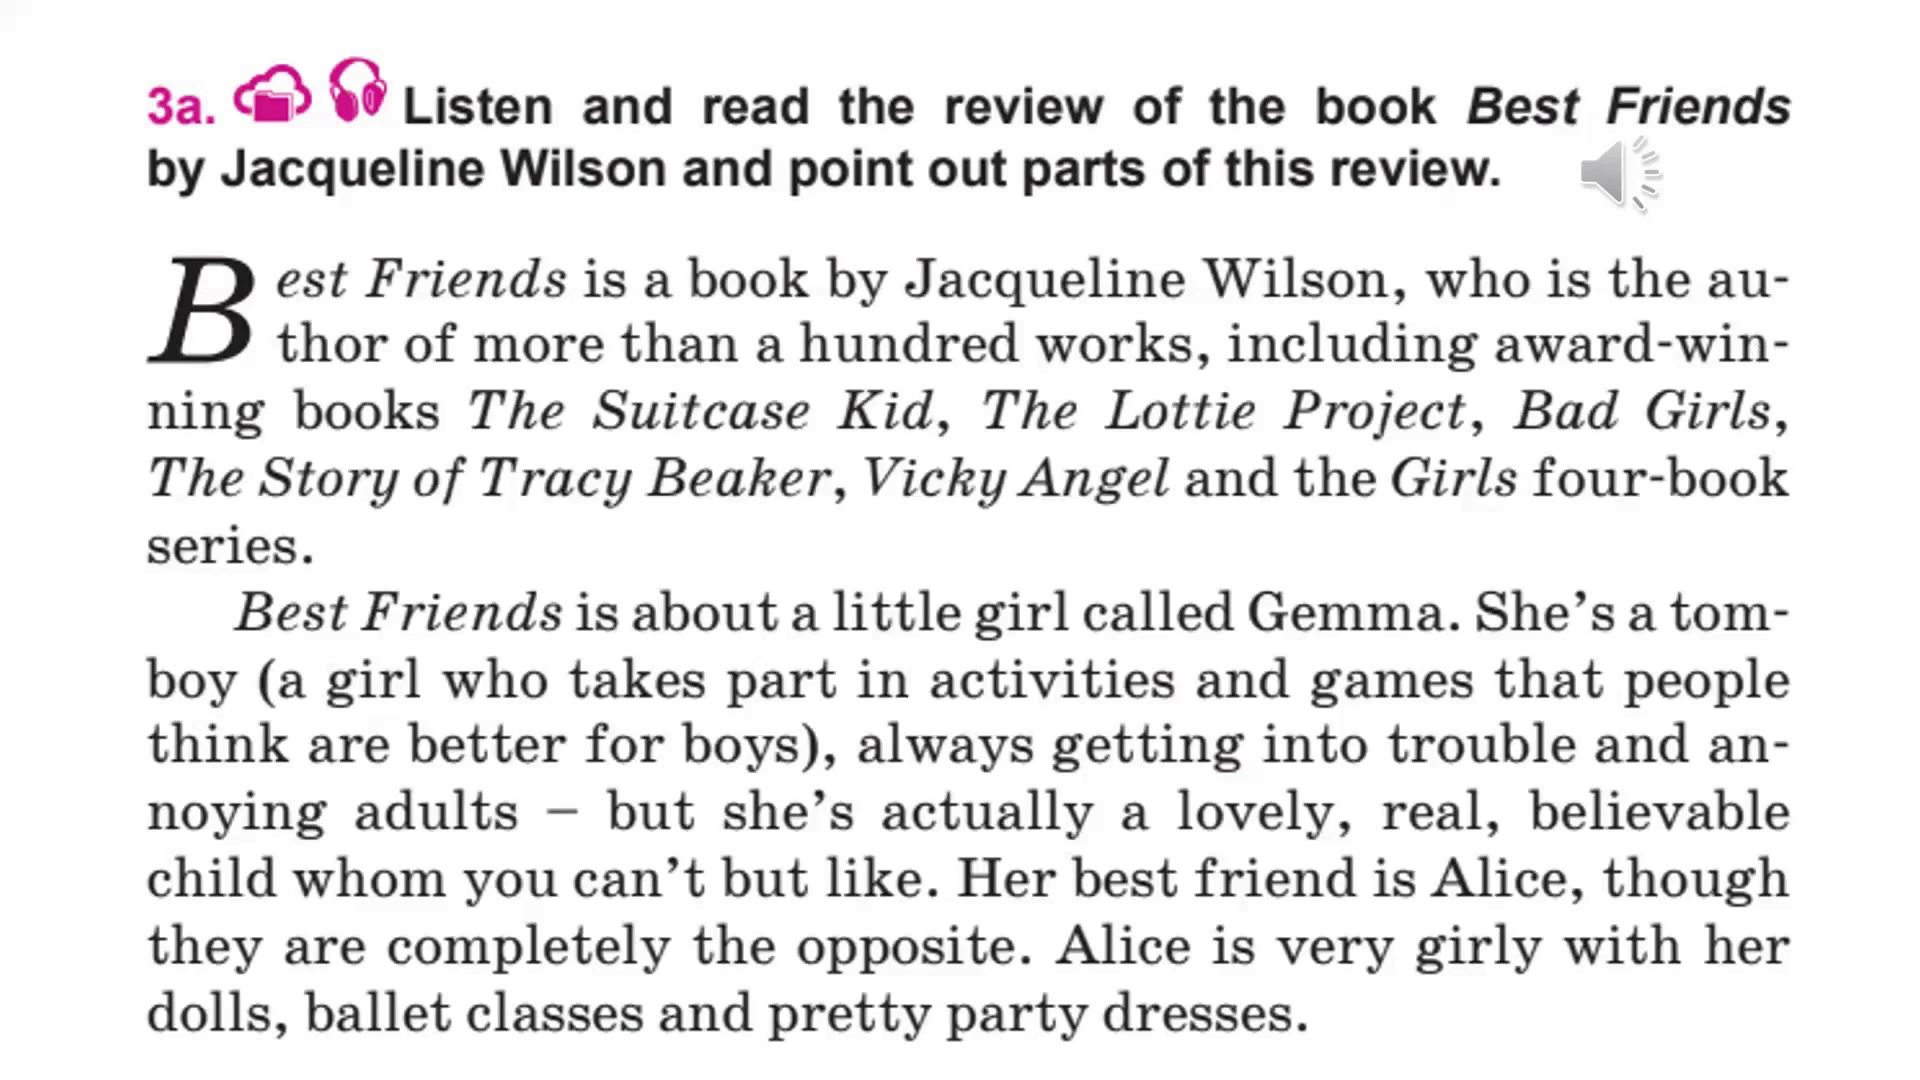 3a. Listen and read the review of the book Best Friends
by Jacqueline Wilson and point out parts of this review.
Best Friends is a book by Jacqueline Wilson, who is the au-
thor of more than a hundred works, including award-win-
ning books The Suitcase Kid, The Lottie Project, Bad Girls,
The Story of Tracy Beaker, Vicky Angel and the Girls four-book
series.
Best Friends is about a little girl called Gemma. She’s a tom-
boy (a girl who takes part in activities and games that people
think are better for boys), always getting into trouble and an-
noying adults – but she’s actually a lovely, real, believable
child whom you can’t but like. Her best friend is Alice, though
they are completely the opposite. Alice is very girly with her
dolls, ballet classes and pretty party dresses.